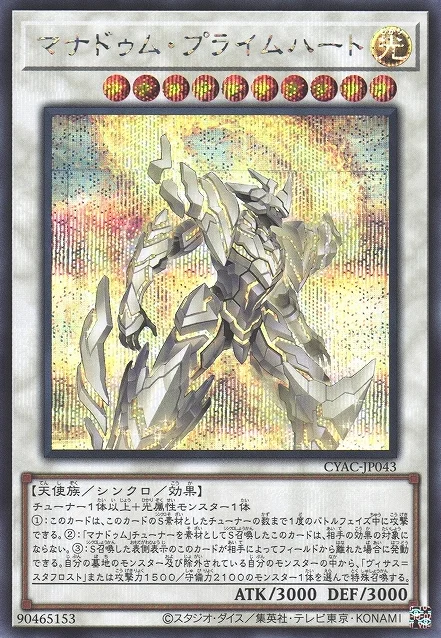 マナドゥム・プライムハート
光
CYAC-JP043
【天使族／シンクロ／効果】
チューナー1体以上＋光属性モンスター1体
①：このカードは、このカードのS素材としたチューナーの数まで1度のバトルフェイズ中に攻撃
できる。②：「マナドゥム」チューナーを素材としてS召喚したこのカードは、相手の効果の対象に
ならない。③：S召喚した表側表示のこのカードが相手によってフィールドから離れた場合に発動
できる。自分の墓地のモンスター及び除外されている自分のモンスターの中から、「ヴィサス＝
スタフロスト」または攻撃力1500／守備力2100のモンスター1体を選んで特殊召喚する。
ATK/3000 DEF/3000
90465153
©スタジオ・ダイス／集英社・テレビ東京・KONAMI